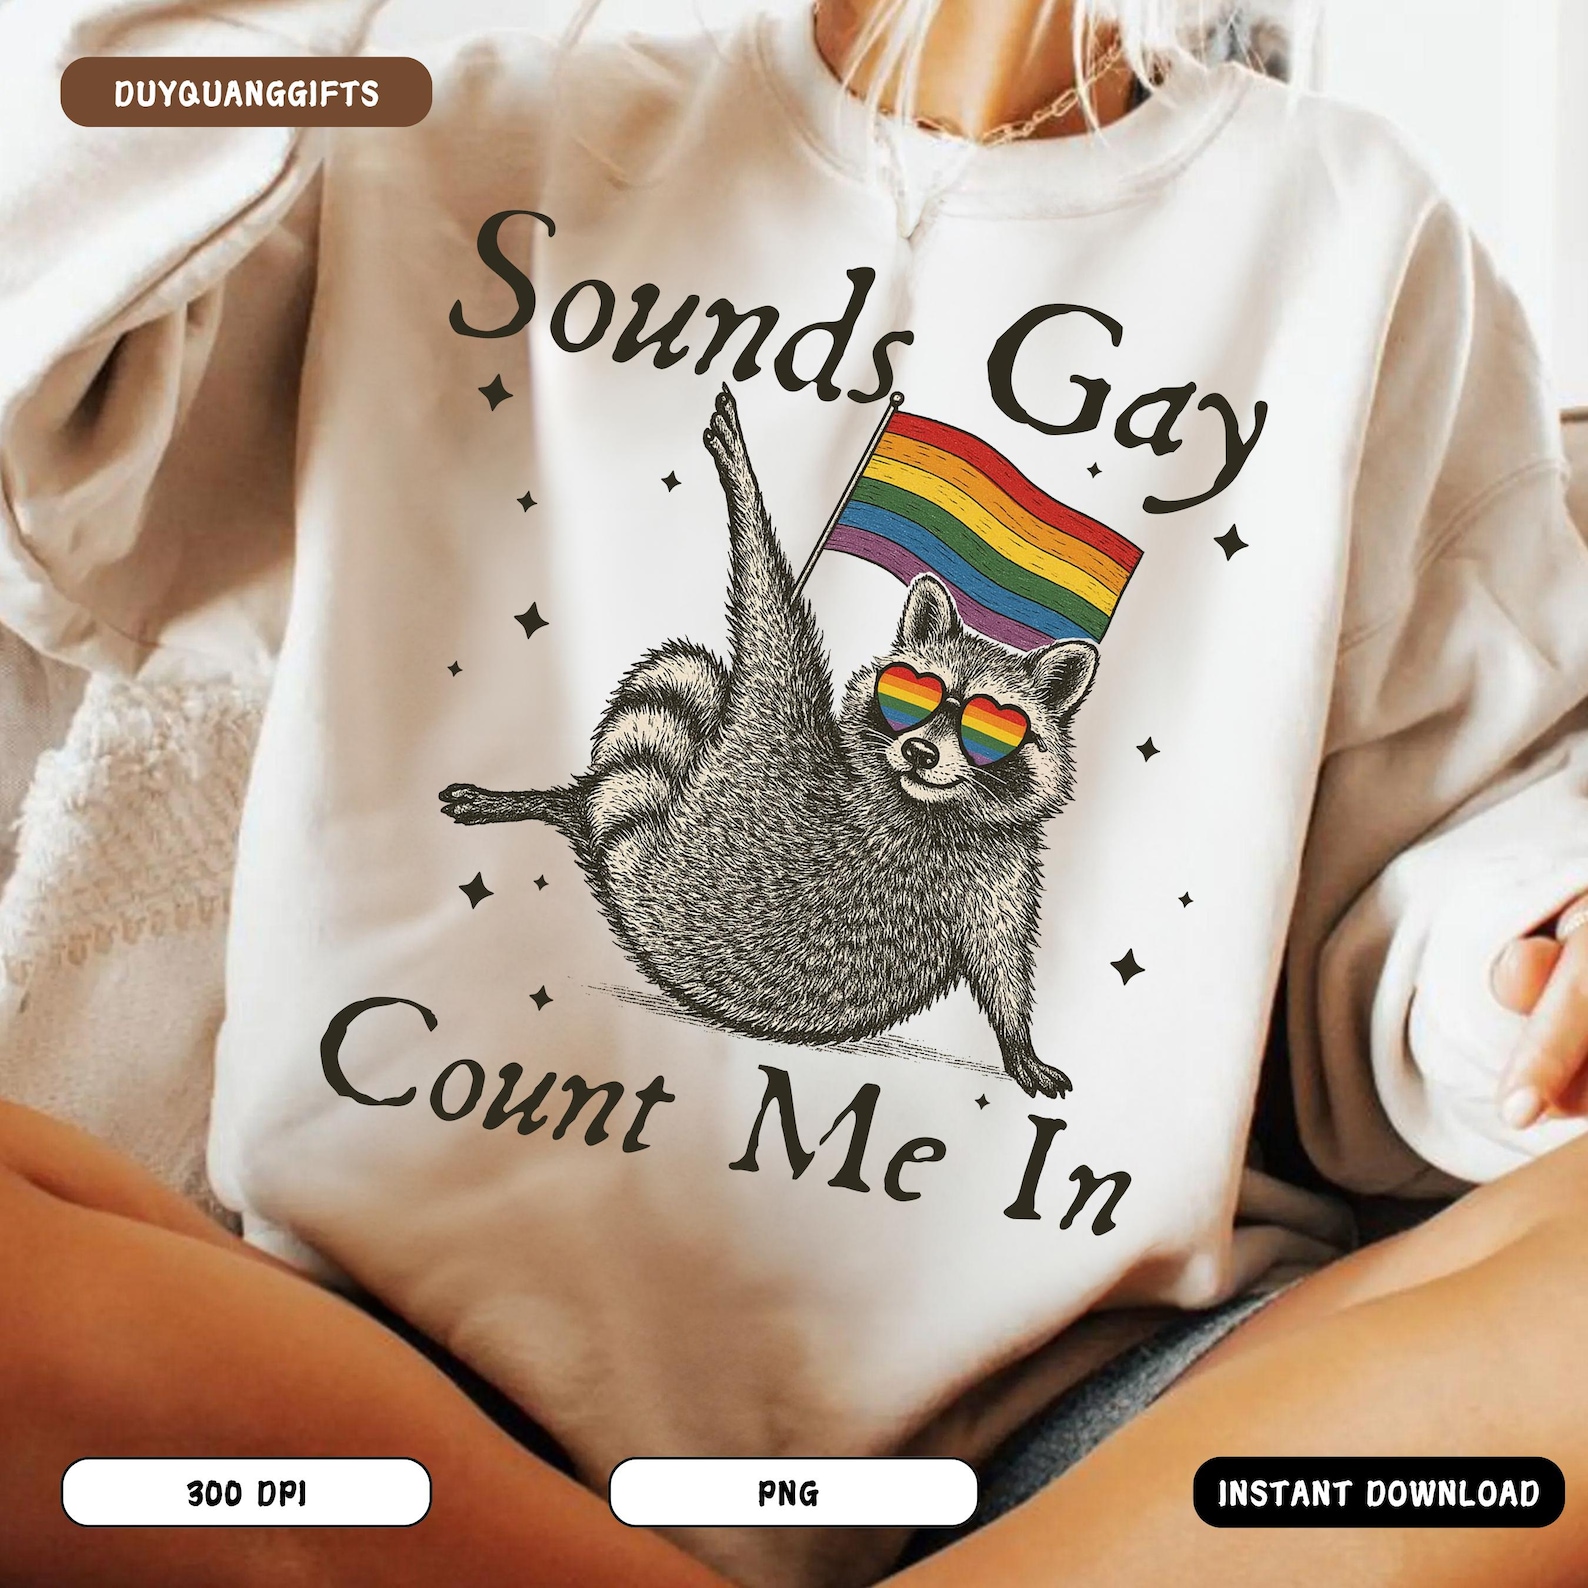 DUYQUANGGIFTS
Sounds Gay
Count Me In
300 DPI
PNG
INSTANT DOWNLOAD